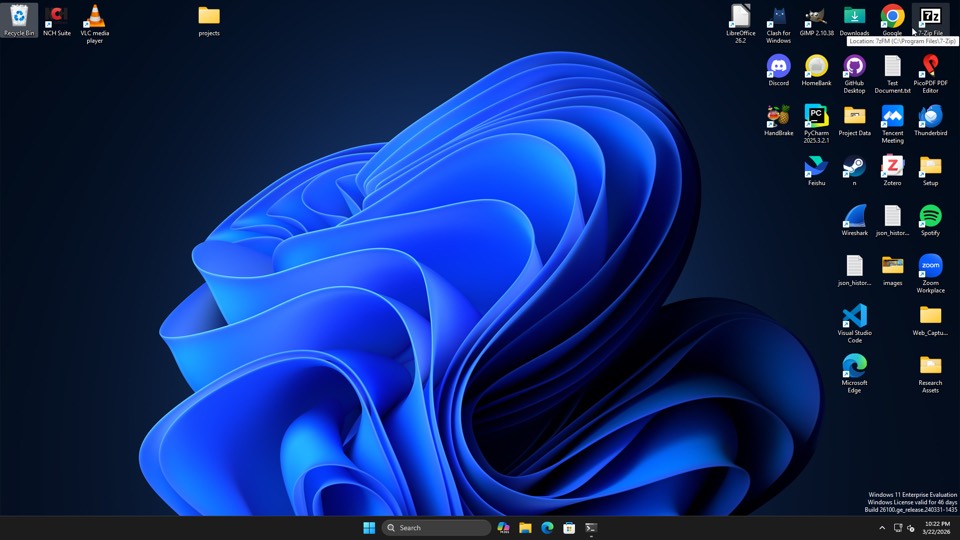 Recycle Bin
NCH Suite
VLC media
player
projects
LibreOffice
26.2
Clash for
Windows
GIMP 2.10.38
Downloads
Google
7z
7-Zip File
Location: 7zFM (C:\Program Files\7-Zip)
Discord
HomeBank
GitHub
Desktop
Test
Document.txt
PicoPDF PDF
Editor
HandBrake
PC
PyCharm
2025.3.2.1
Project Data
Tencent
Meeting
Thunderbird
Feishu
n
Z
Zotero
Setup
Wireshark
json_histor...
Spotify
json_histor...
images
zoom
Zoom
Workplace
Visual Studio
Code
Web_Captu...
Microsoft
Edge
Research
Assets
Windows 11 Enterprise Evaluation
Windows License valid for 46 days
Build 26100.ge_release.240331-1435
Search
10:22 PM
3/22/2026